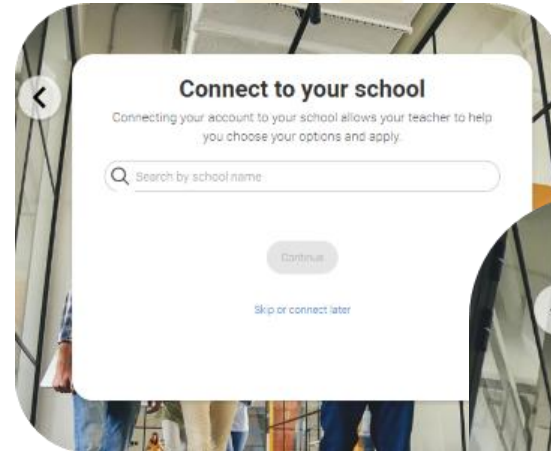 Connect to your school
Connecting your account to your school allows your teacher to help
you choose your options and apply.
Search by school name
Continue
Skip or connect later